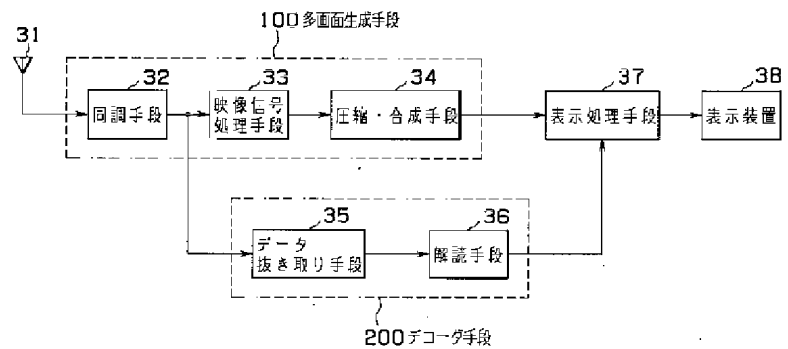 100多画面生成手段
31
32
33
34
37
38
同調手段
映像信号
処理手段
圧縮・合成手段
表示処理手段
表示装置
35
36
データ
抜き取り手段
解読手段
200デコーダ手段